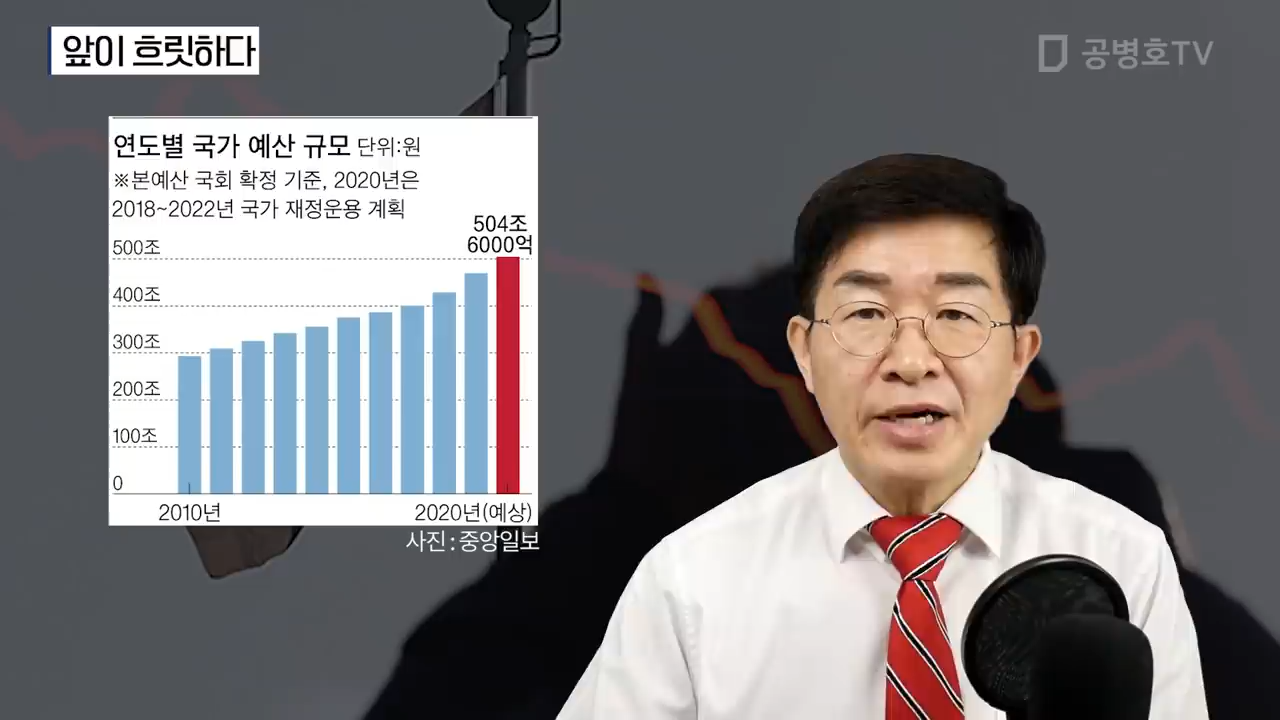 앞이 흐릿하다
공병호TV
연도별 국가 예산 규모 단위:원
※본예산 국회 확정 기준, 2020년은
2018~2022년 국가 재정운용 계획
504조
6000억
500조
400조
300조
200조
100조
0
2010년
2020년(예상)
사진:중앙일보